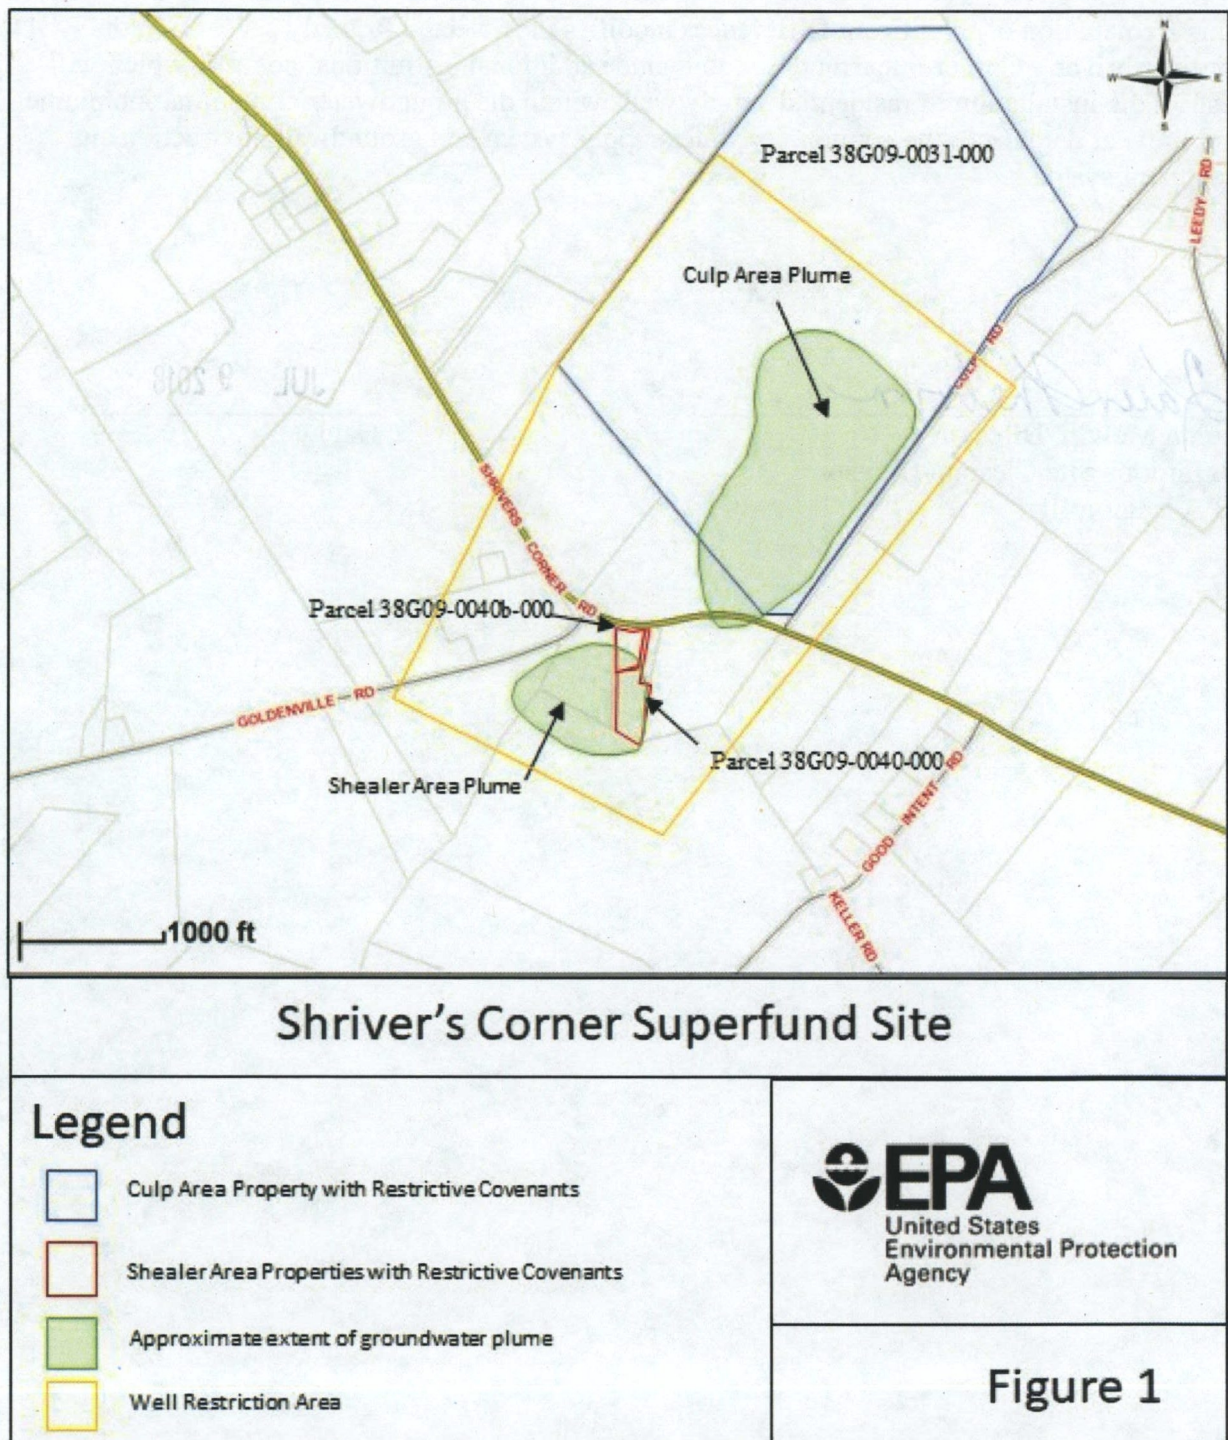 N
W E
S
Parcel 38G09-0031-000
LEEDY RD
Culp Area Plume
CULP RD
JUL 9 2018
SHRIVERS CORNER RD
Parcel 38G09-0040b-000
GOLDENVILLE RD
Parcel 38G09-0040-000
Shealer Area Plume
GOOD INTENT RD
KELLER RD
1000 ft
Shriver's Corner Superfund Site
Legend
Culp Area Property with Restrictive Covenants
Shealer Area Properties with Restrictive Covenants
Approximate extent of groundwater plume
Well Restriction Area
EPA
United States
Environmental Protection
Agency
Figure 1